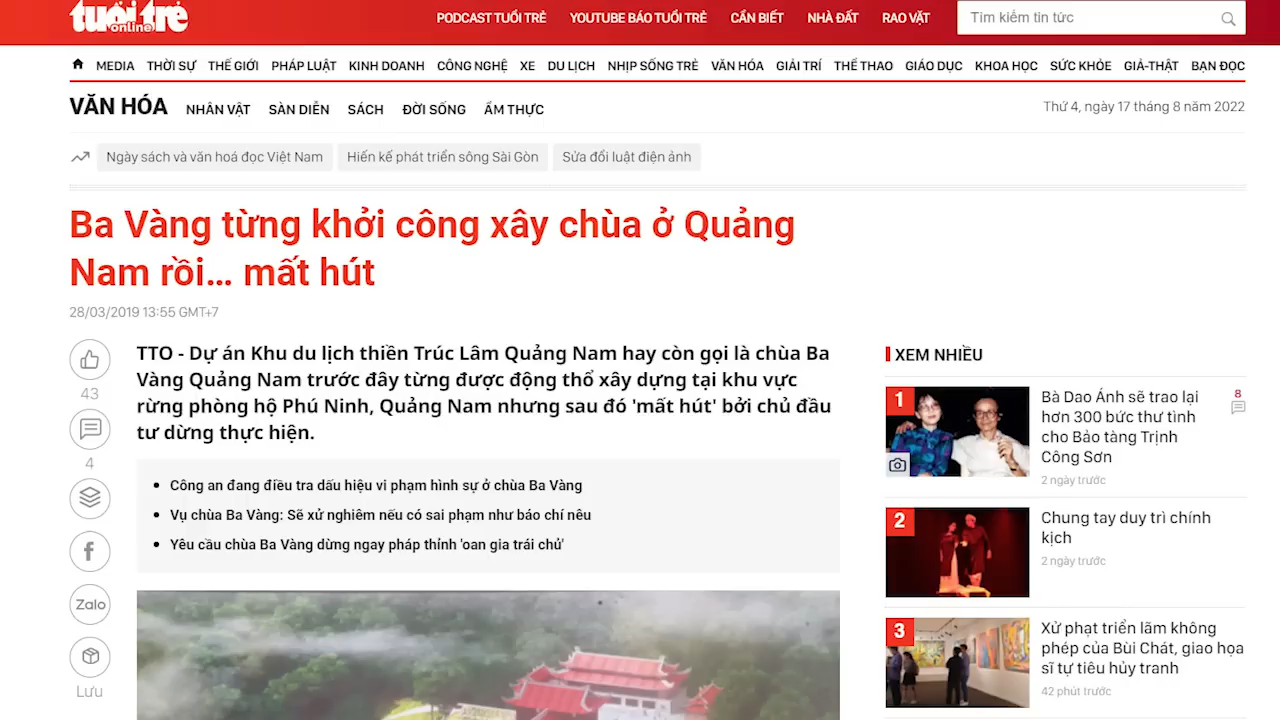 tuổi trẻ
online
PODCAST TUỔI TRẺ
YOUTUBE BÁO TUỔI TRẺ
CẦN BIẾT
NHÀ ĐẤT
RAO VẶT
Tìm kiếm tin tức
MEDIA
THỜI SỰ
THẾ GIỚI
PHÁP LUẬT
KINH DOANH
CÔNG NGHỆ
XE
DU LỊCH
NHỊP SỐNG TRẺ
VĂN HÓA
GIẢI TRÍ
THỂ THAO
GIÁO DỤC
KHOA HỌC
SỨC KHỎE
GIẢ-THẬT
BẠN ĐỌC
VĂN HÓA
NHÂN VẬT
SÀN DIỄN
SÁCH
ĐỜI SỐNG
ẨM THỰC
Thứ 4, ngày 17 tháng 8 năm 2022
Ngày sách và văn hoá đọc Việt Nam
Hiến kế phát triển sông Sài Gòn
Sửa đổi luật điện ảnh
Ba Vàng từng khởi công xây chùa ở Quảng
Nam rồi... mất hút
28/03/2019 13:55 GMT+7
43
4
Zalo
Lưu
TTO - Dự án Khu du lịch thiền Trúc Lâm Quảng Nam hay còn gọi là chùa Ba
Vàng Quảng Nam trước đây từng được động thổ xây dựng tại khu vực
rừng phòng hộ Phú Ninh, Quảng Nam nhưng sau đó 'mất hút' bởi chủ đầu
tư dừng thực hiện.
Công an đang điều tra dấu hiệu vi phạm hình sự ở chùa Ba Vàng
Vụ chùa Ba Vàng: Sẽ xử nghiêm nếu có sai phạm như báo chí nêu
Yêu cầu chùa Ba Vàng dừng ngay pháp thỉnh 'oan gia trái chủ'
XEM NHIỀU
1
Bà Dao Ánh sẽ trao lại
hơn 300 bức thư tình
cho Bảo tàng Trịnh
Công Sơn
8
2 ngày trước
2
Chung tay duy trì chính
kịch
2 ngày trước
3
Xử phạt triển lãm không
phép của Bùi Chát, giao họa
sĩ tự tiêu hủy tranh
42 phút trước